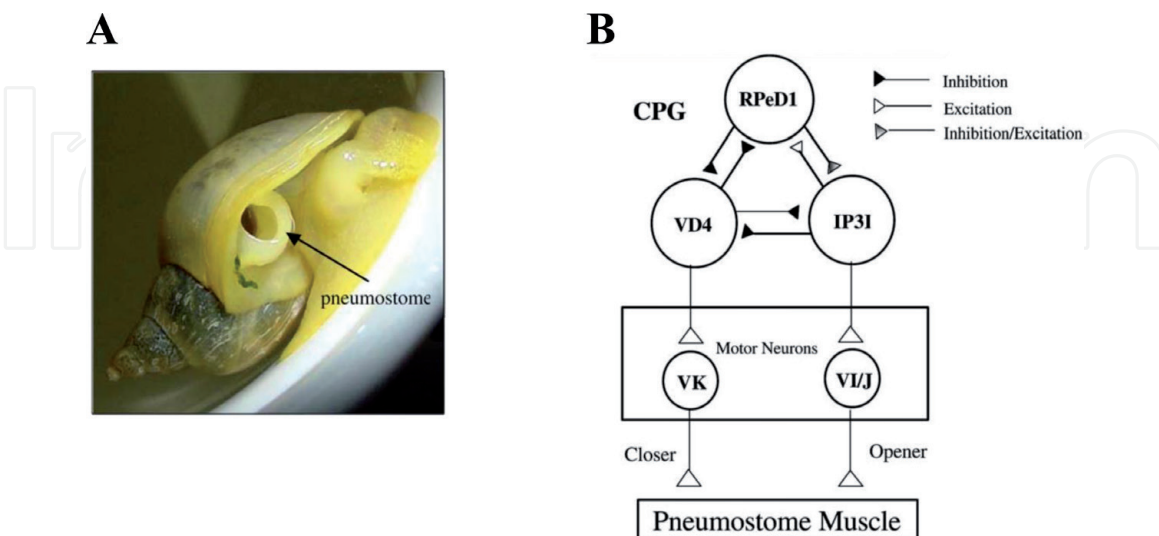 A
pneumostome
B
CPG
RPeD1
VD4
IP3I
Inhibition
Excitation
Inhibition/Excitation
Motor Neurons
VK
VI/J
Closer
Opener
Pneumostome Muscle